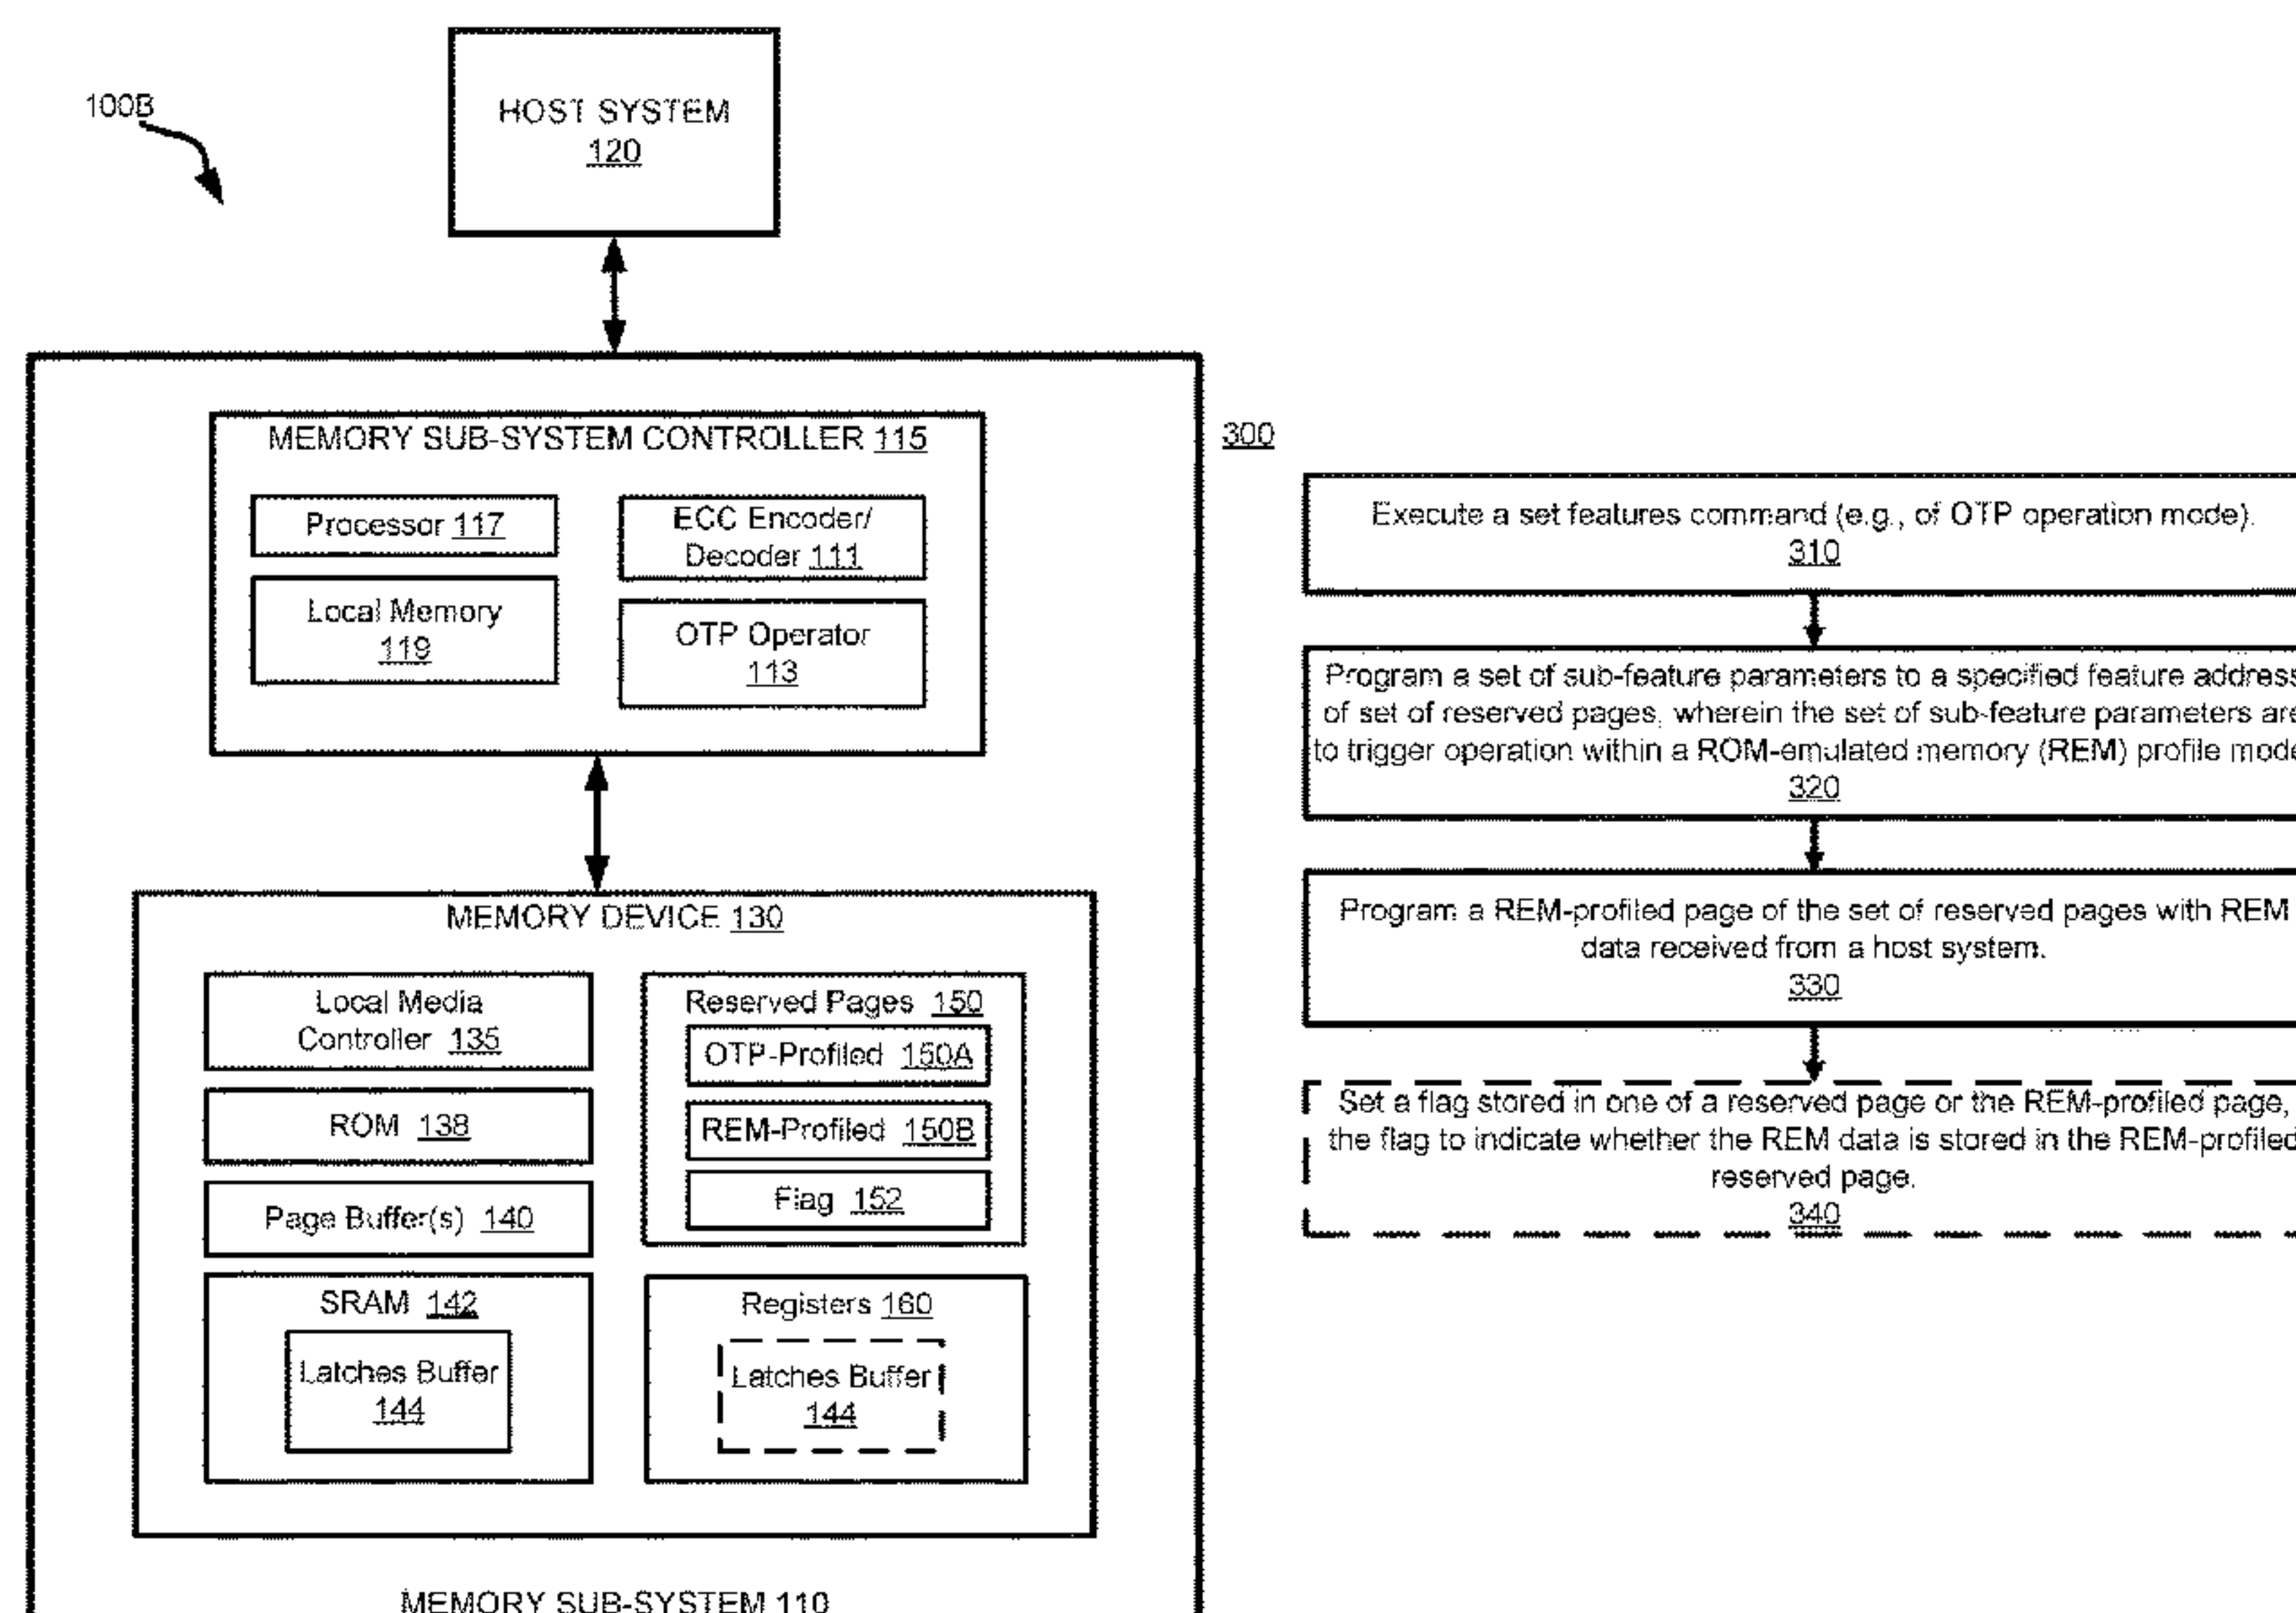 100B
HOST SYSTEM
120
MEMORY SUB-SYSTEM CONTROLLER 115
Processor 117
Local Memory
119
ECC Encoder/
Decoder 111
OTP Operator
113
MEMORY DEVICE 130
Local Media
Controller 135
ROM 138
Page Buffer(s) 140
SRAM 142
Latches Buffer
144
Reserved Pages 150
OTP-Profiled 150A
REM-Profiled 150B
Flag 152
Registers 160
Latches Buffer
144
MEMORY SUB-SYSTEM 110
300
Execute a set features command (e.g., of OTP operation mode).
310
Program a set of sub-feature parameters to a specified feature address
of set of reserved pages, wherein the set of sub-feature parameters are
to trigger operation within a ROM-emulated memory (REM) profile mode
320
Program a REM-profiled page of the set of reserved pages with REM
data received from a host system.
330
Set a flag stored in one of a reserved page or the REM-profiled page,
the flag to indicate whether the REM data is stored in the REM-profiled
reserved page.
340